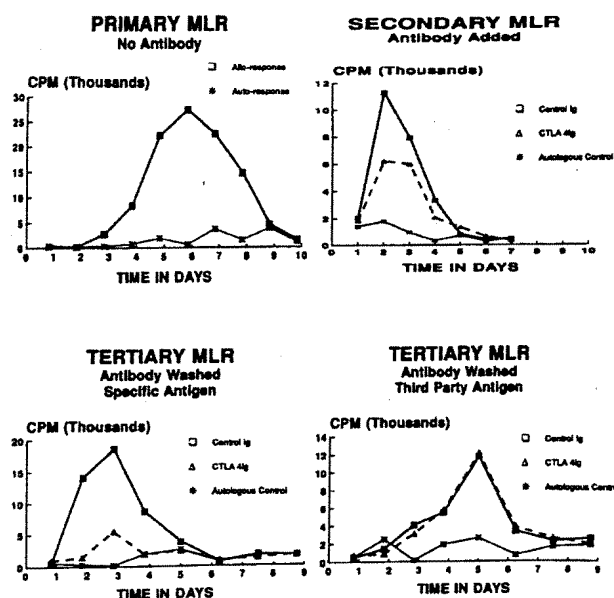 PRIMARY MLR
No Antibody
CPM (Thousands)
Allo-response
Auto-response
30
25
20
15
10
5
0
0 1 2 3 4 5 6 7 8 9 10
TIME IN DAYS
SECONDARY MLR
Antibody Added
CPM (Thousands)
Control Ig
CTLA 4Ig
Autologous Control
12
10
8
6
4
2
0
0 1 2 3 4 5 6 7 8 9 10
TIME IN DAYS
TERTIARY MLR
Antibody Washed
Specific Antigen
CPM (Thousands)
Control Ig
CTLA 4Ig
Autologous Control
20
15
10
5
0
0 1 2 3 4 5 6 7 8 9
TIME IN DAYS
TERTIARY MLR
Antibody Washed
Third Party Antigen
CPM (Thousands)
Control Ig
CTLA 4Ig
Autologous Contro
14
12
10
8
6
4
2
0
0 1 2 3 4 5 6 7 8 9
TIME IN DAYS